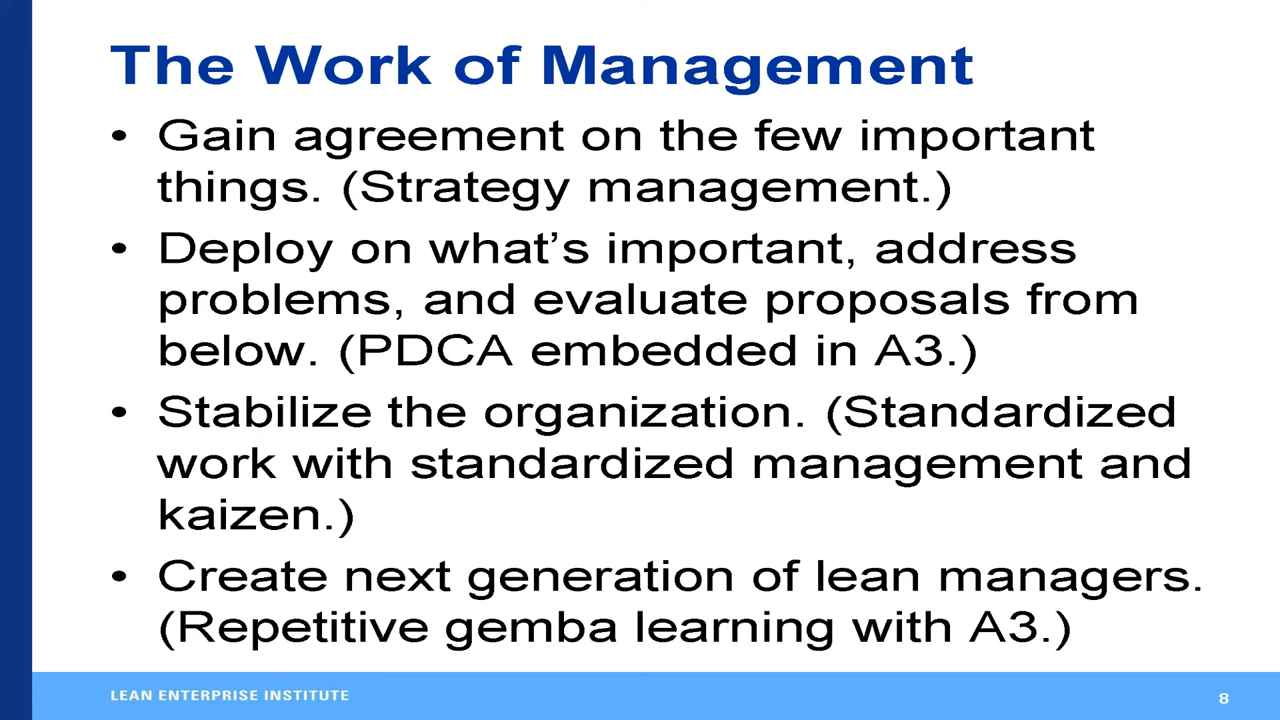 The Work of Management
• Gain agreement on the few important
things. (Strategy management.)
• Deploy on what’s important, address
problems, and evaluate proposals from
below. (PDCA embedded in A3.)
• Stabilize the organization. (Standardized
work with standardized management and
kaizen.)
• Create next generation of lean managers.
(Repetitive gemba learning with A3.)
LEAN ENTERPRISE INSTITUTE
8